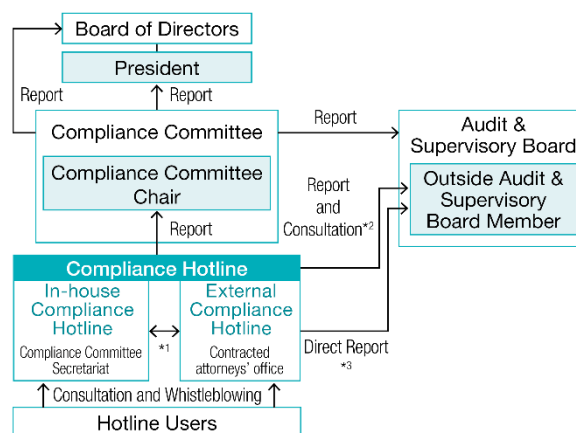 Board of Directors
President
Report
Report
Compliance Committee
Report
Audit &
Supervisory Board
Compliance Committee
Chair
Outside Audit &
Supervisory
Board Member
Report
and
Consultation*2
Report
Compliance Hotline
In-house
Compliance
Hotline
Compliance Committee
Secretariat
*1
External
Compliance
Hotline
Contracted
attorneys' office
Direct Report
*3
Consultation and Whistleblowing
Hotline Users